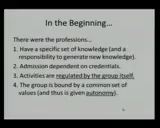 In the Beginning...
There were the professions...
1. Have a specific set of knowledge (and a
responsibility to generate new knowledge).
2. Admission dependent on credentials.
3. Activities are regulated by the group itself.
4. The group is bound by a common set of
values (and thus is given autonomy).